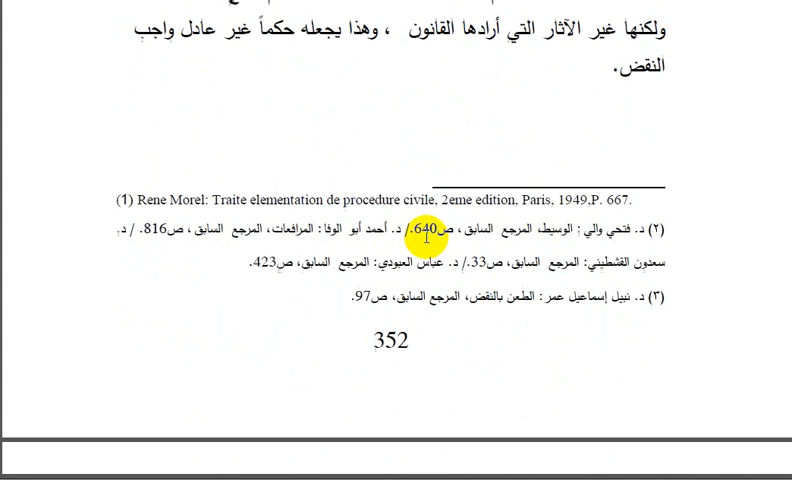 ولكنها غير الآثار التي أرادها القانون ، وهذا يجعله حكماً غير عادل واجب
النقض.
(1) Rene Morel: Traite elementation de procedure civile, 2eme edition, Paris, 1949,P. 667.
(٢) د. فتحي والي : الوسيط، المرجع السابق ، ص640./ د. أحمد أبو الوفا: المرافعات، المرجع السابق ، ص816. / د.
سعدون القشطيني: المرجع السابق، ص33./ د. عباس العبودي: المرجع السابق، ص423.
(٣) د. نبيل إسماعيل عمر : الطعن بالنقض، المرجع السابق، ص97.
352